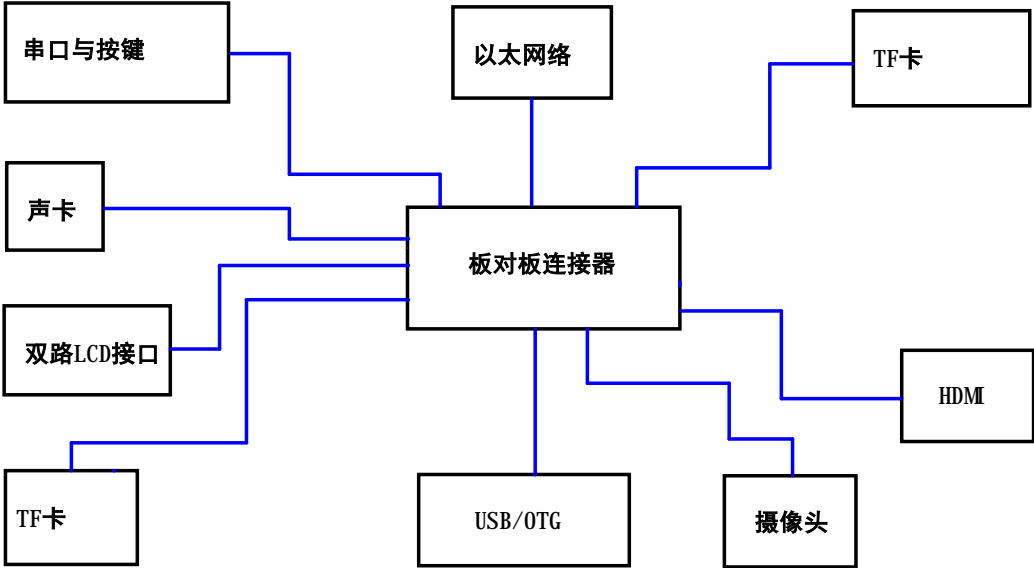 串口与按键
以太网络
TF卡
声卡
板对板连接器
双路LCD接口
HDMI
TF卡
USB/OTG
摄像头